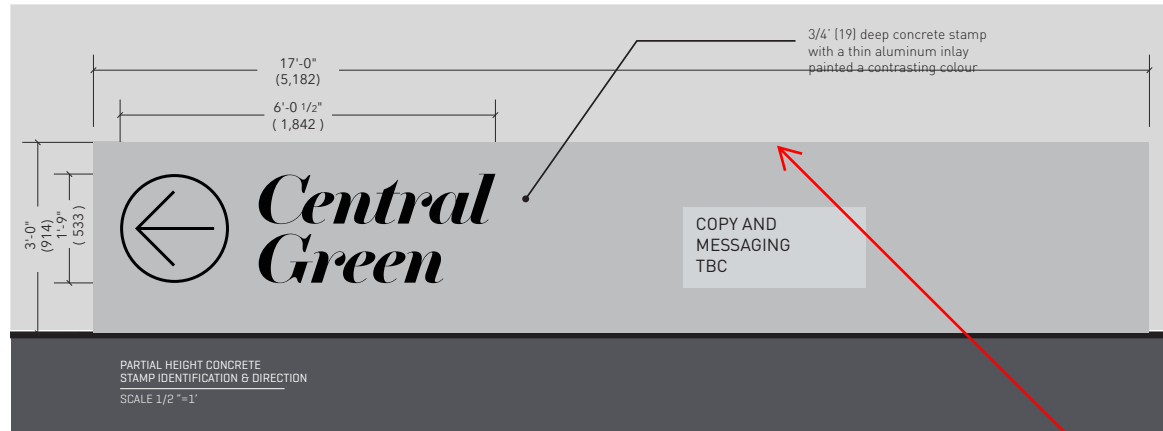 3/4' (19) deep concrete stamp
with a thin aluminum inlay
painted a contrasting colour
17'-0"
(5,182)
6'-0 1/2"
( 1,842 )
3'-0"
(914)
1'-9"
( 533 )
Central
Green
COPY AND
MESSAGING
TBC
PARTIAL HEIGHT CONCRETE
STAMP IDENTIFICATION & DIRECTION
SCALE 1/2 "=1'